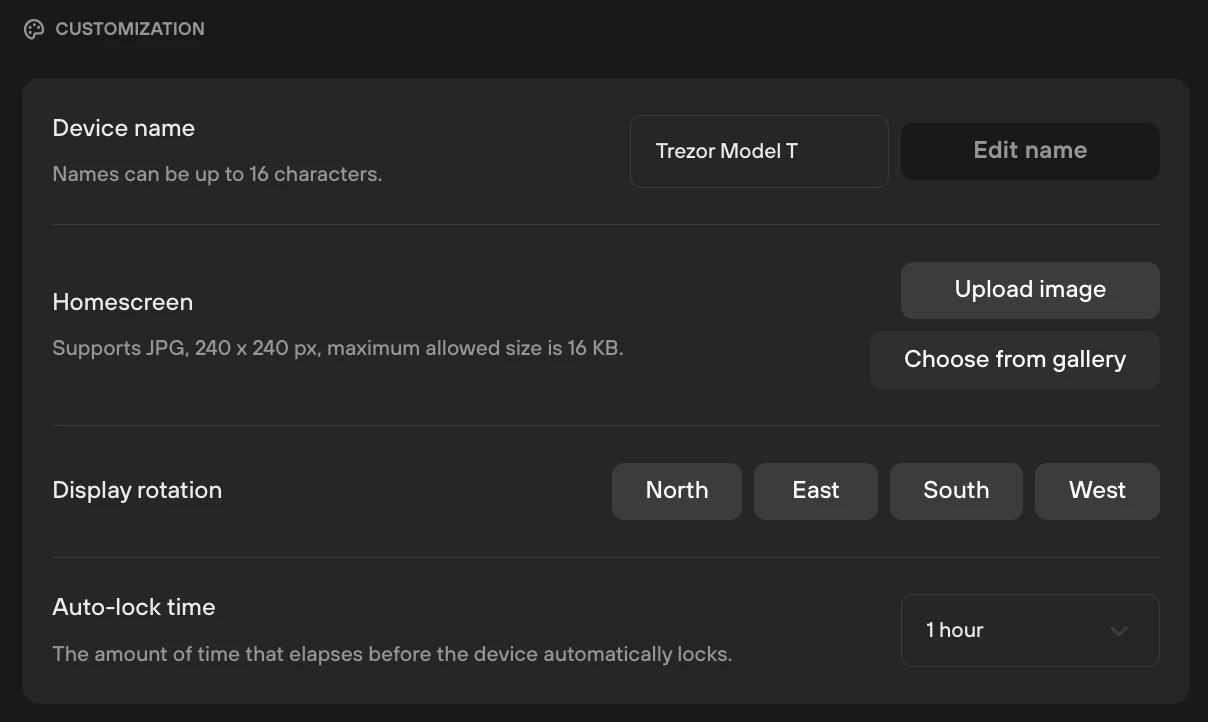 CUSTOMIZATION
Device name
Names can be up to 16 characters.
Trezor Model T
Edit name
Homescreen
Supports JPG, 240 x 240 px, maximum allowed size is 16 KB.
Upload image
Choose from gallery
Display rotation
North
East
South
West
Auto-lock time
The amount of time that elapses before the device automatically locks.
1 hour